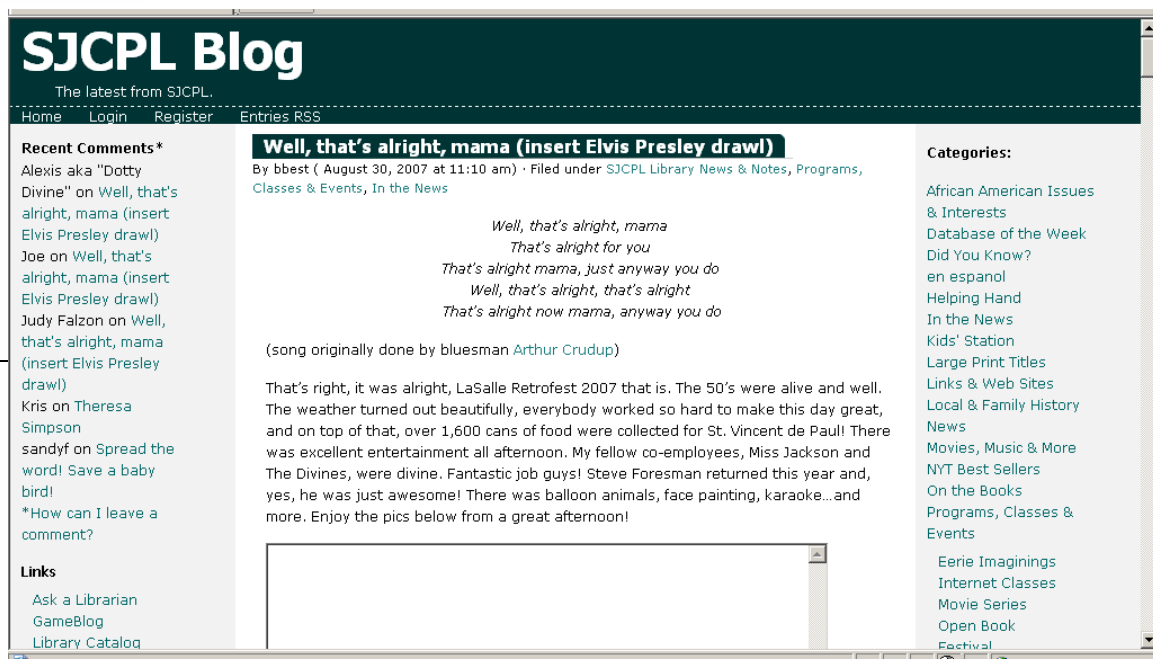 SJCPL Blog
The latest from SJCPL.
Home Login Register Entries RSS
Recent Comments*
Alexis aka "Dotty
Divine" on Well, that's
alright, mama (insert
Elvis Presley drawl)
Joe on Well, that's
alright, mama (insert
Elvis Presley drawl)
Judy Falzon on Well,
that's alright, mama
(insert Elvis Presley
drawl)
Kris on Theresa
Simpson
sandyf on Spread the
word! Save a baby
bird!
*How can I leave a
comment?
Links
Ask a Librarian
GameBlog
Library Catalog
Well, that's alright, mama (insert Elvis Presley drawl)
By bbest ( August 30, 2007 at 11:10 am) · Filed under SJCPL Library News & Notes, Programs,
Classes & Events, In the News
Well, that's alright, mama
That's alright for you
That's alright mama, just anyway you do
Well, that's alright, that's alright
That's alright now mama, anyway you do
(song originally done by bluesman Arthur Crudup)
That's right, it was alright, LaSalle Retrofest 2007 that is. The 50's were alive and well.
The weather turned out beautifully, everybody worked so hard to make this day great,
and on top of that, over 1,600 cans of food were collected for St. Vincent de Paul! There
was excellent entertainment all afternoon. My fellow co-employees, Miss Jackson and
The Divines, were divine. Fantastic job guys! Steve Foresman returned this year and,
yes, he was just awesome! There was balloon animals, face painting, karaoke...and
more. Enjoy the pics below from a great afternoon!
Categories:
African American Issues
& Interests
Database of the Week
Did You Know?
en espanol
Helping Hand
In the News
Kids' Station
Large Print Titles
Links & Web Sites
Local & Family History
News
Movies, Music & More
NYT Best Sellers
On the Books
Programs, Classes &
Events
Eerie Imaginings
Internet Classes
Movie Series
Open Book
Festival